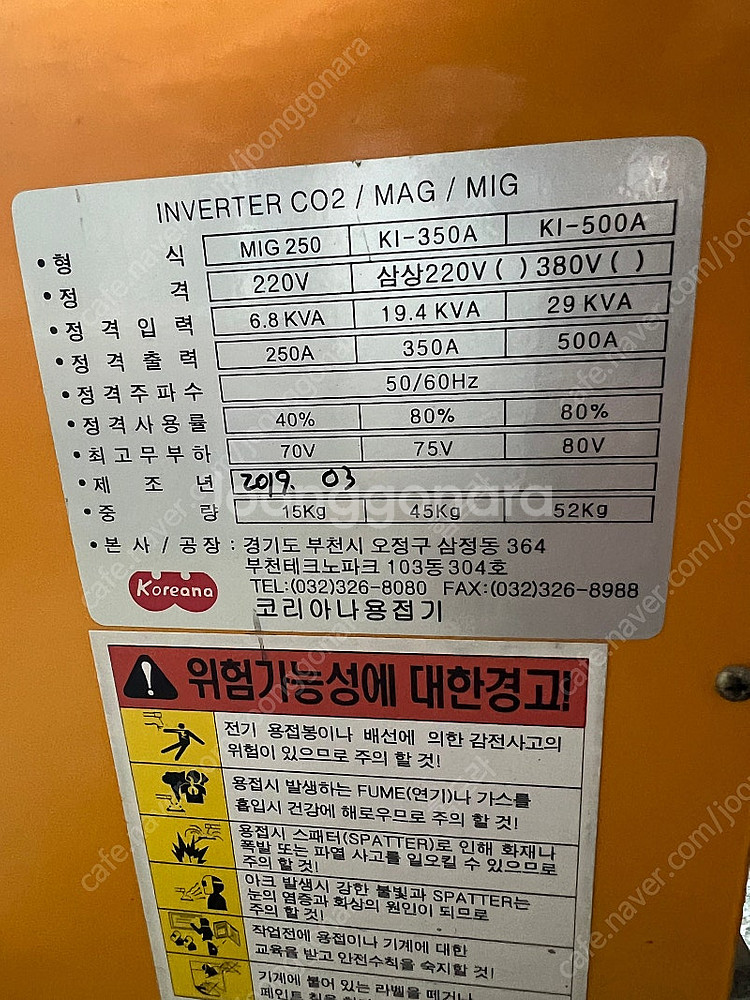 INVERTER CO2 / MAG / MIG
• 형 식 MIG 250 KI-350A KI-500A
• 정 격 220V 삼상220V ( ) 380V ( )
• 정 격 입 력 6.8 KVA 19.4 KVA 29 KVA
• 정 격 출 력 250A 350A 500A
• 정 격 주 파 수 50/60Hz
• 정 격 사 용 률 40% 80% 80%
• 최 고 무 부 하 70V 75V 80V
• 제 조 년 2019. 03
• 중 량 15Kg 45Kg 52Kg
• 본 사 / 공 장 : 경기도 부천시 오정구 삼정동 364
부천테크노파크 103동 304호
TEL:(032)326-8080 FAX:(032)326-8988
Koreana 코리아나용접기
위험가능성에 대한경고!
전기 용접봉이나 배선에 의한 감전사고의
위험이 있으므로 주의 할 것!
용접시 발생하는 FUME(연기)나 가스를
흡입시 건강에 해로우므로 주의 할 것!
용접시 스패터(SPATTER)로 인해 화재나
폭발 또는 파열 사고를 일으킬 수 있으므로
주의 할 것!
아크 발생시 강한 불빛과 SPATTER는
눈의 염증과 화상의 원인이 되므로
주의 할 것!
작업전에 용접이나 기계에 대한
교육을 받고 안전수칙을 숙지할 것!
기계에 붙어 있는 라벨을 떼거나
페인트 칠을
joonggonara
cafe.naver.com/joonggonara